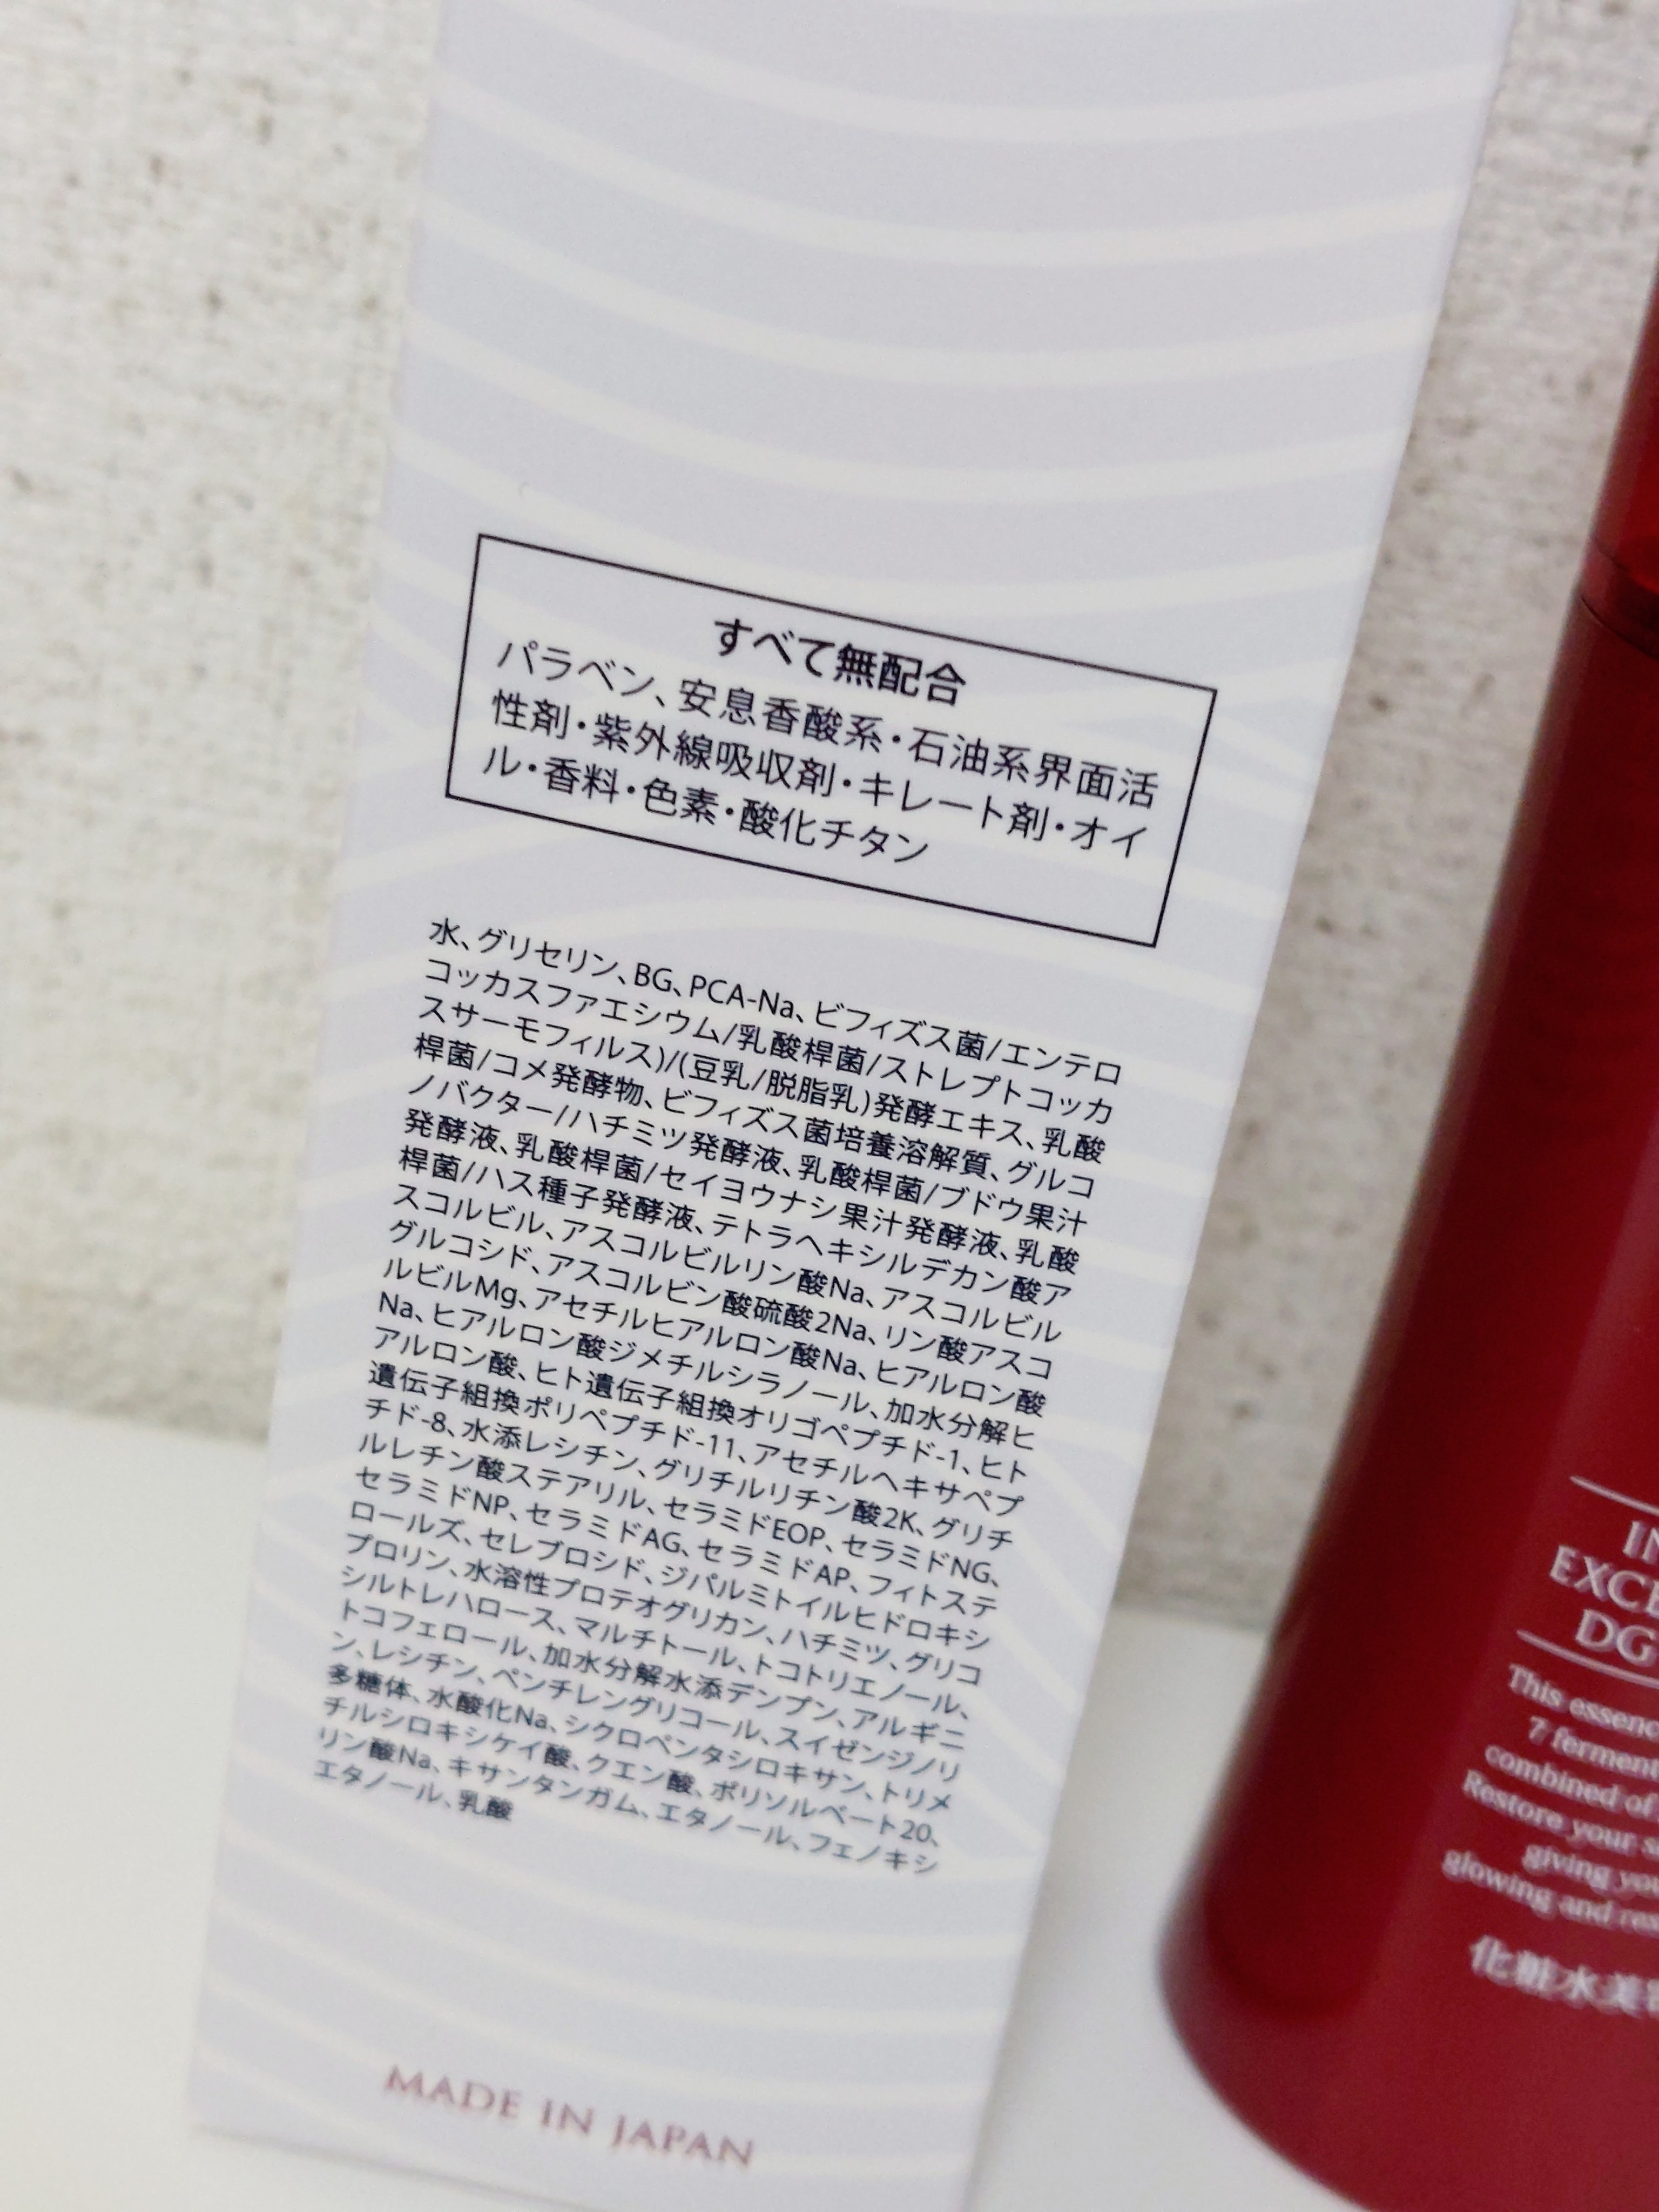 すべて無配合
パラベン、安息香酸系・石油系界面活
性剤・紫外線吸収剤・キレート剤・オイ
ル・香料・色素・酸化チタン
水、グリセリン、BG、PCA-Na、ビフィズス菌/エンテロ
コッカスファエシウム/乳酸桿菌/ストレプトコッカ
スサーモフィルス)/(豆乳/脱脂乳)発酵エキス、乳酸
桿菌/コメ発酵物、ビフィズス菌培養溶解質、グルコ
ノバクター/ハチミツ発酵液、乳酸桿菌/ブドウ果汁
発酵液、乳酸桿菌/セイヨウナシ果汁発酵液、乳酸
桿菌/ハス種子発酵液、テトラヘキシルデカン酸ア
スコルビル、アスコルビルリン酸Na、アスコルビル
グルコシド、アスコルビン酸硫酸2Na、リン酸アスコ
ルビルMg、アセチルヒアルロン酸Na、ヒアルロン酸
Na、ヒアルロン酸ジメチルシラノール、加水分解ヒ
アルロン酸、ヒト遺伝子組換オリゴペプチド-1、ヒト
遺伝子組換ポリペプチド-11、アセチルヘキサペプ
チド-8、水添レシチン、グリチルリチン酸2K、グリチ
ルレチン酸ステアリル、セラミドEOP、セラミドNG、
セラミドNP、セラミドAG、セラミドAP、フィトステ
ロールズ、セレブロシド、ジパルミトイルヒドロキシ
プロリン、水溶性プロテオグリカン、ハチミツ、グリコ
シルトレハロース、マルチトール、トコトリエノール、
トコフェロール、加水分解水添デンプン、アルギニ
ン、レシチン、ペンチレングリコール、スイゼンジノリ
多糖体、水酸化Na、シクロペンタシロキサン、トリメ
チルシロキシケイ酸、クエン酸、ポリソルベート20、
リン酸Na、キサンタンガム、エタノール、フェノキシ
エタノール、乳酸
MADE IN JAPAN
IN
EXCE
DG
This essenc
7 ferment
combined of
Restore your s
giving you
glowing and res
化粧水美